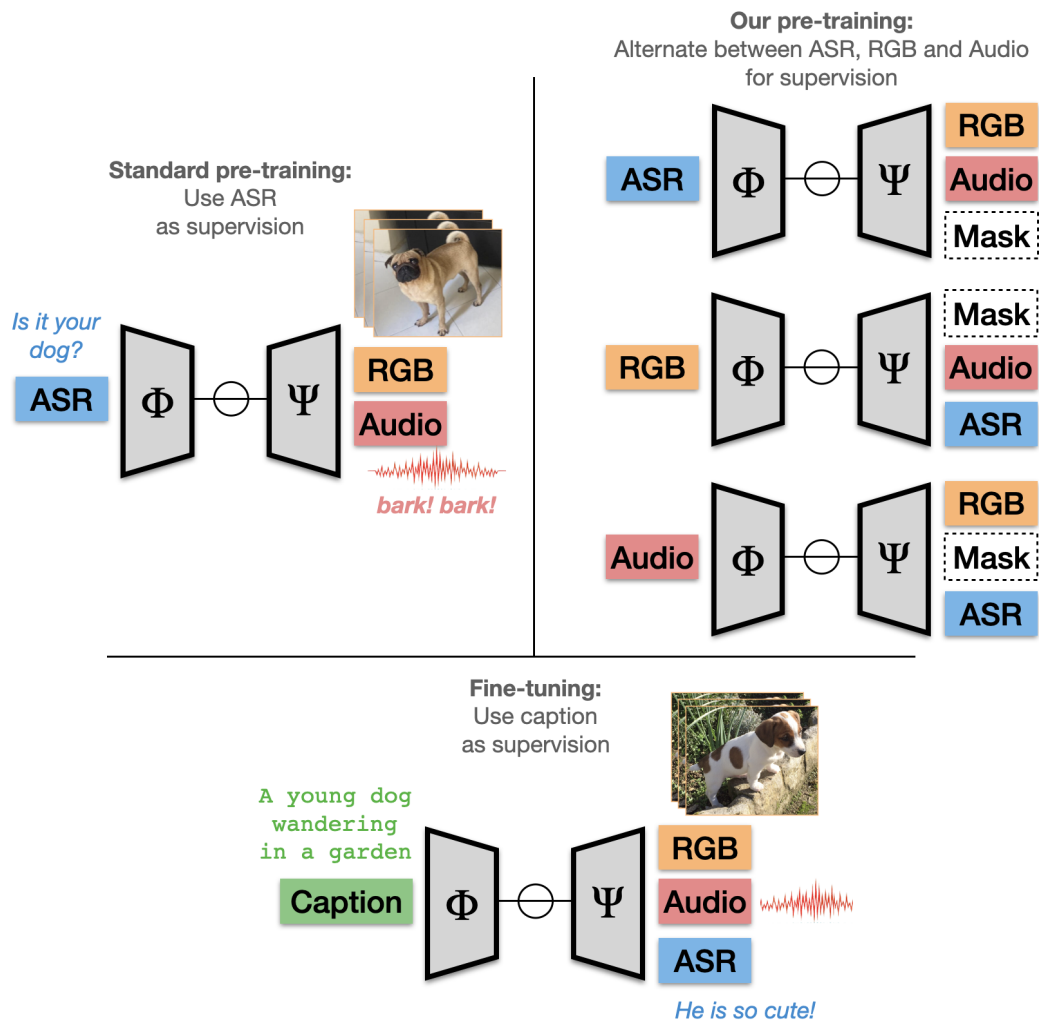 Standard pre-training:
Use ASR
as supervision
Is it your
dog?
ASR
Φ
Ψ
RGB
Audio
bark! bark!
Our pre-training:
Alternate between ASR, RGB and Audio
for supervision
ASR
Φ
Ψ
RGB
Audio
Mask
RGB
Φ
Ψ
Mask
Audio
ASR
Audio
Φ
Ψ
RGB
Mask
ASR
Fine-tuning:
Use caption
as supervision
A young dog
wandering
in a garden
Caption
Φ
Ψ
RGB
Audio
ASR
He is so cute!